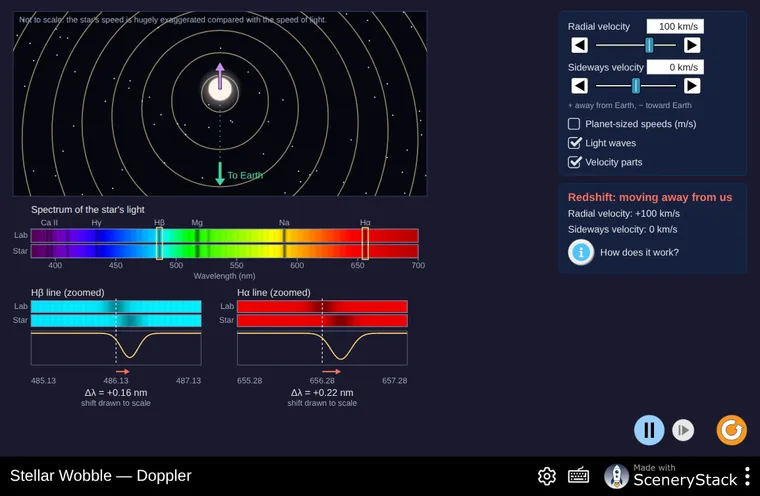 Not to scale: the star's speed is hugely exaggerated compared with the speed of light.
To Earth
Radial velocity 100 km/s
Sideways velocity 0 km/s
+ away from Earth, − toward Earth
Planet-sized speeds (m/s)
Light waves
Velocity parts
Redshift: moving away from us
Radial velocity: +100 km/s
Sideways velocity: 0 km/s
How does it work?
Spectrum of the star's light
Ca II Hγ Hβ Mg Na Hα
Lab
Star
400 450 500 550 600 650 700
Wavelength (nm)
Hβ line (zoomed)
Lab
Star
485.13 486.13 487.13
Δλ = +0.16 nm
shift drawn to scale
Hα line (zoomed)
Lab
Star
655.28 656.28 657.28
Δλ = +0.22 nm
shift drawn to scale
Stellar Wobble — Doppler
Made with
SceneryStack